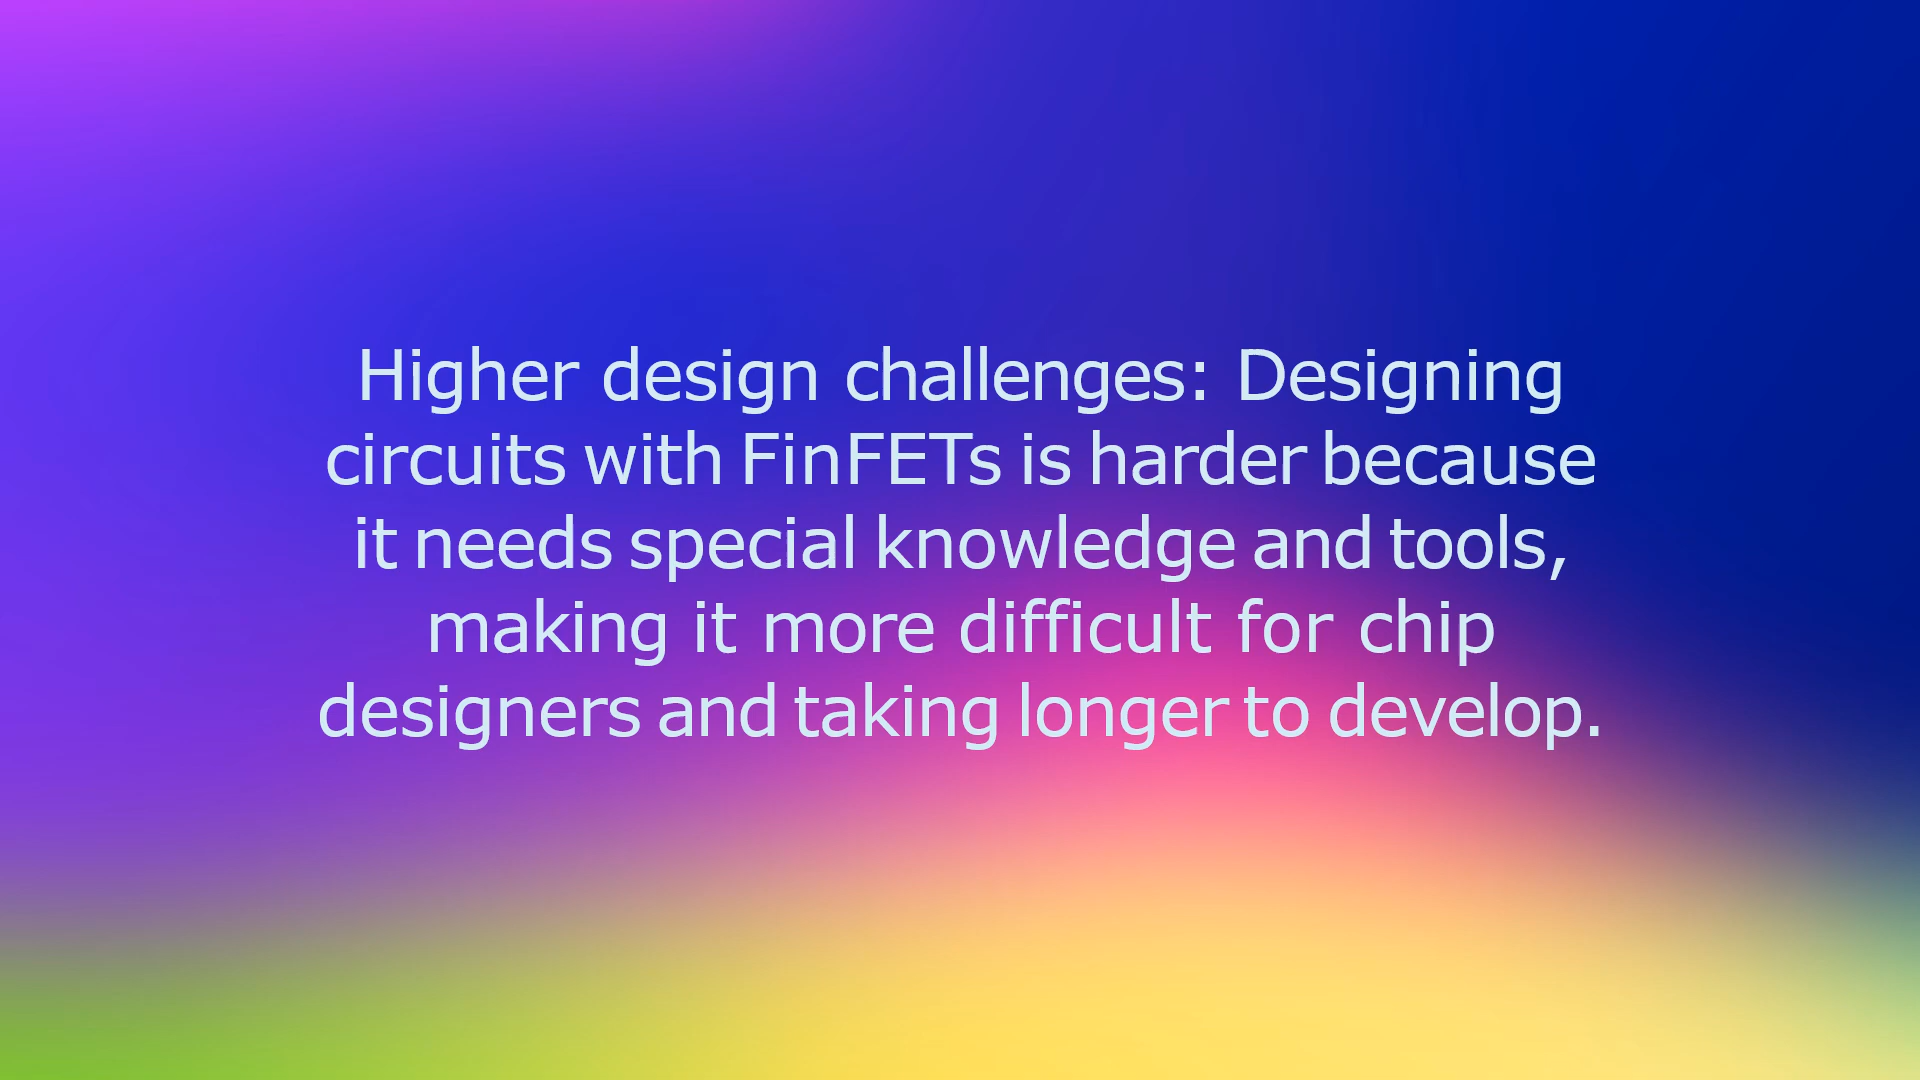 Higher design challenges: Designing
circuits with FinFETs is harder because
it needs special knowledge and tools,
making it more difficult for chip
designers and taking longer to develop.